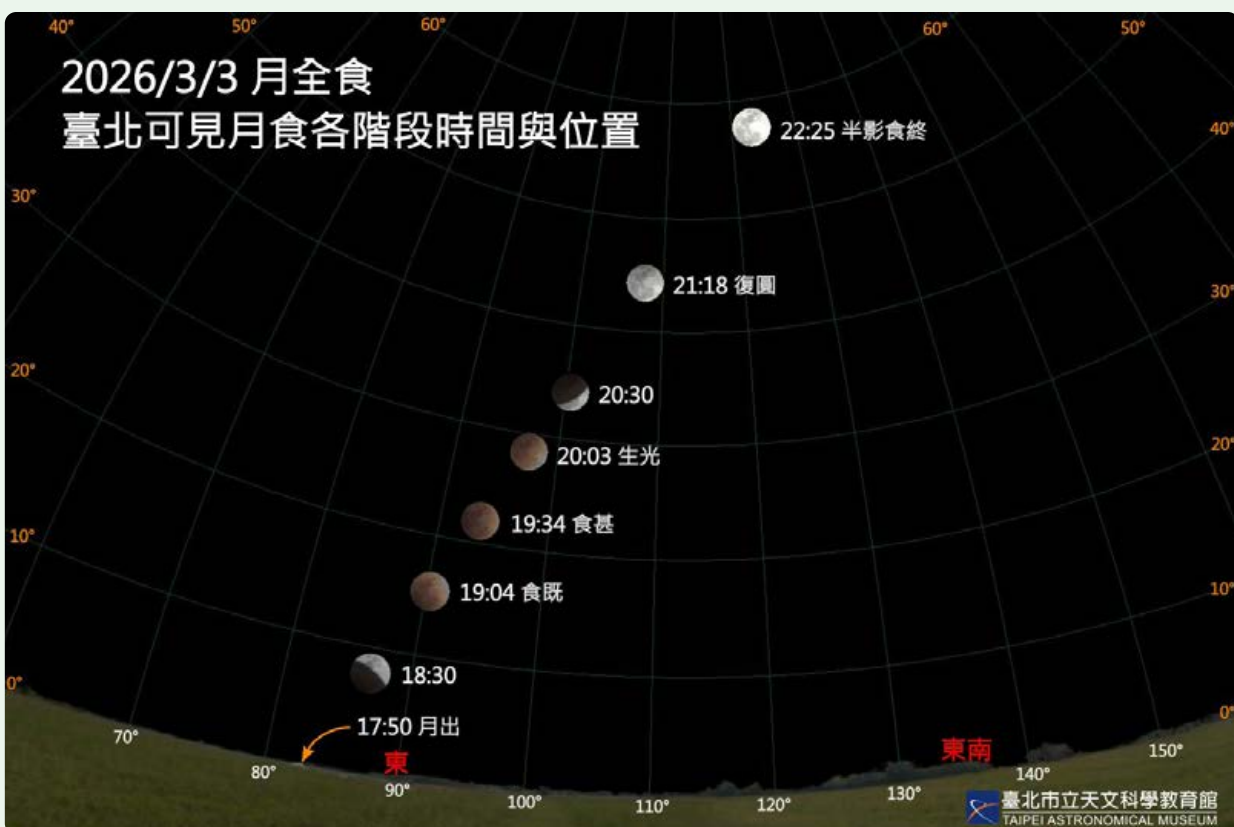 40°
50°
60°
60°
50°
2026/3/3 月全食
臺北可見月食各階段時間與位置
22:25 半影食終
40°
30°
21:18 復圓
30°
20°
20:30
20:03 生光
20°
19:34 食甚
10°
19:04 食既
10°
18:30
0°
17:50 月出
0°
70°
80°
東
90°
100°
110°
120°
130°
東南
140°
150°
臺北市立天文科學教育館
TAIPEI ASTRONOMICAL MUSEUM